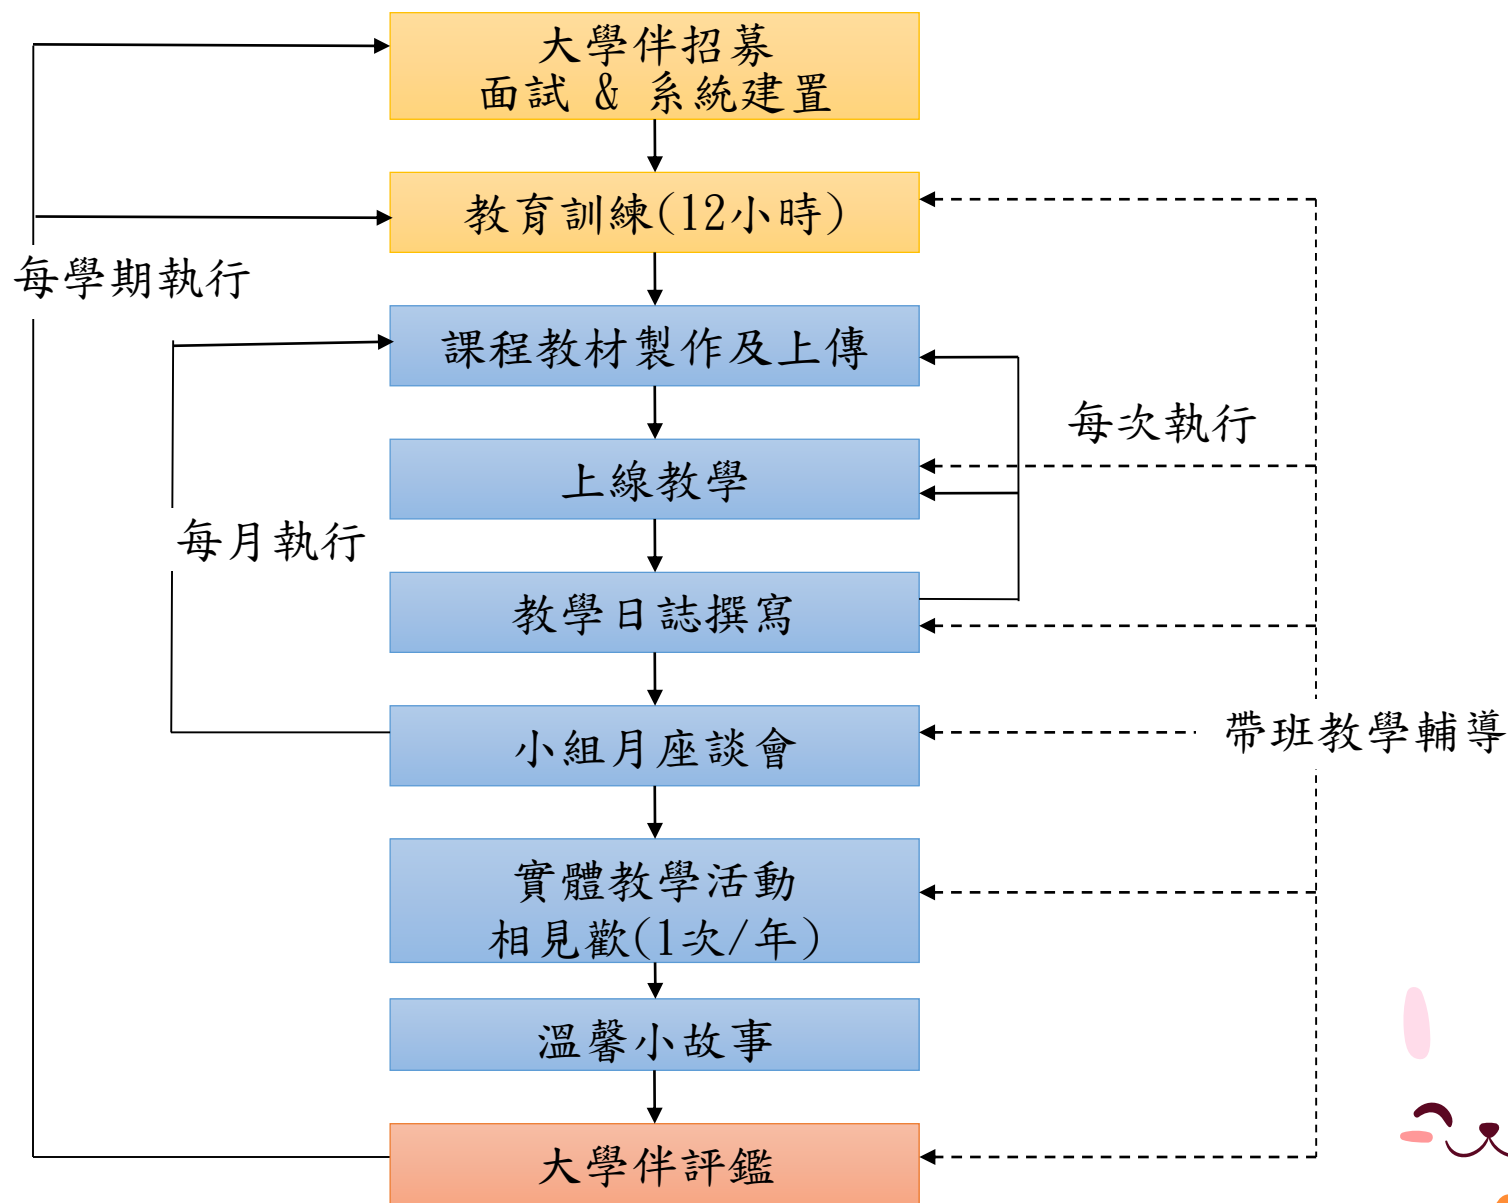 大學伴招募
面試 & 系統建置
教育訓練(12小時)
每學期執行
課程教材製作及上傳
每次執行
上線教學
每月執行
教學日誌撰寫
小組月座談會
帶班教學輔導
實體教學活動
相見歡(1次/年)
溫馨小故事
大學伴評鑑